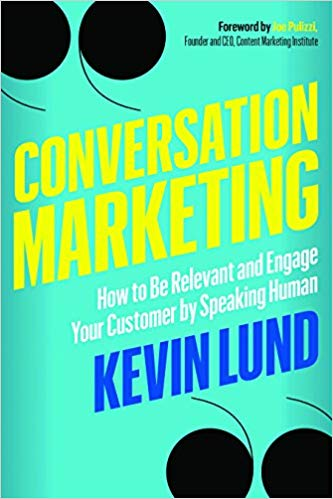 Foreword by Joe Pulizzi,
Founder and CEO, Content Marketing Institute
CONVERSATION
MARKETING
How to Be Relevant and Engage
Your Customer by Speaking Human
KEVIN LUND